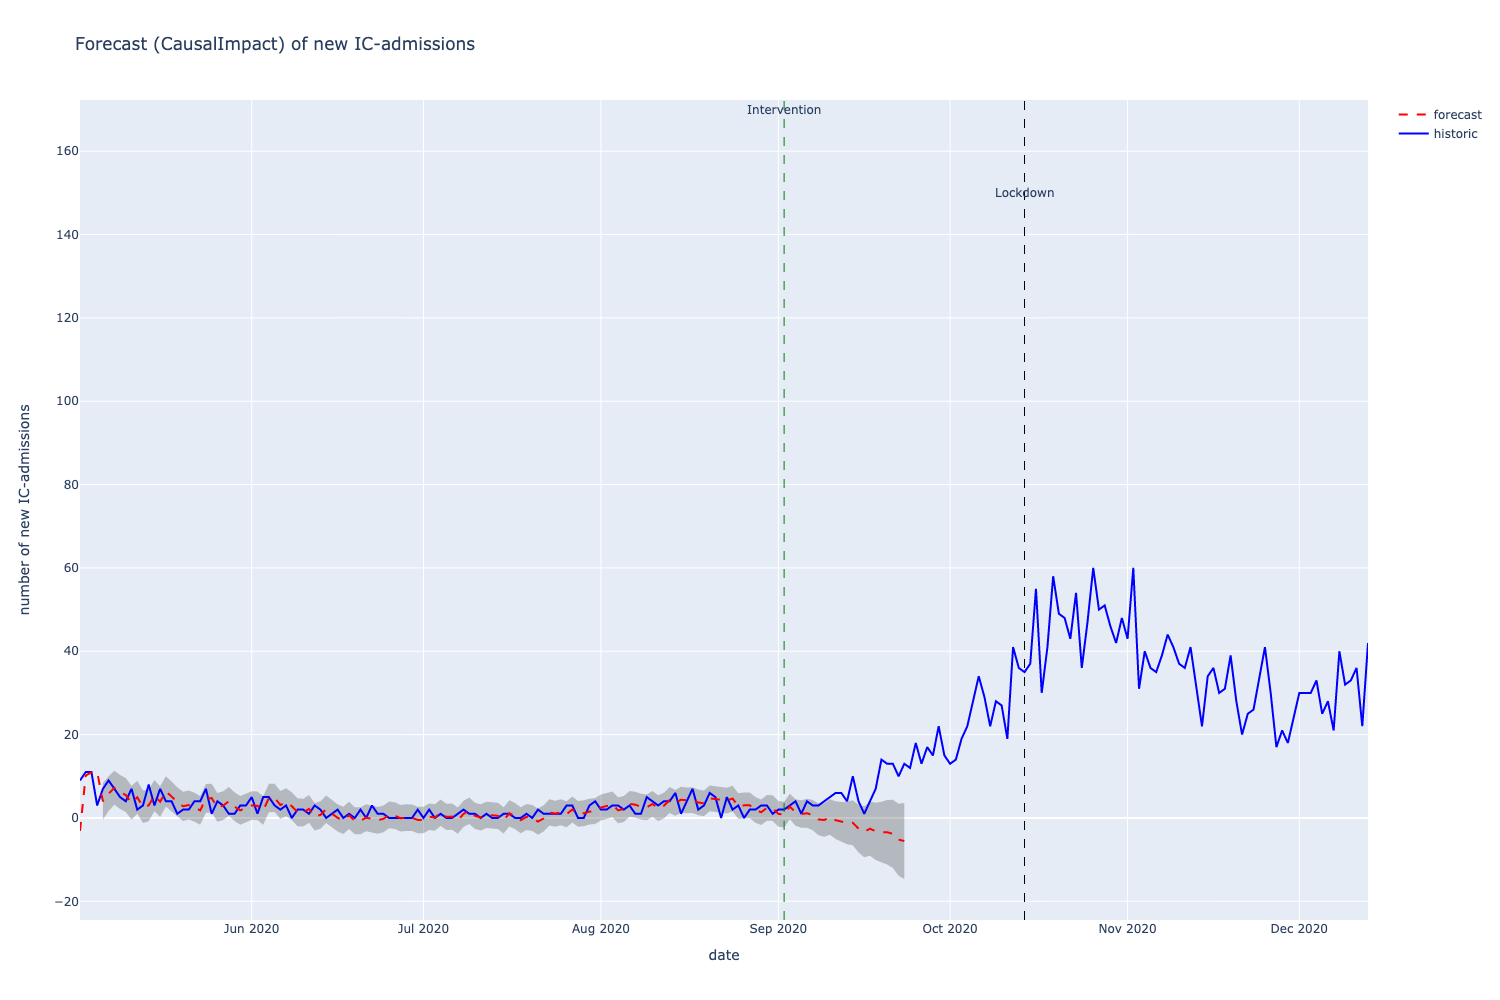 Forecast (CausalImpact) of new IC-admissions
Intervention
forecast
historic
Lockdown
160
140
120
100
80
60
40
20
0
−20
number of new IC-admissions
Jun 2020
Jul 2020
Aug 2020
Sep 2020
Oct 2020
Nov 2020
Dec 2020
date